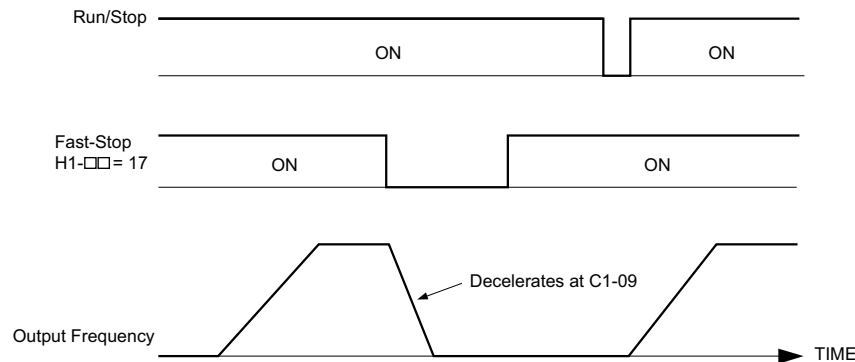 Run/Stop
ON
ON
Fast-Stop
H1-□□= 17
ON
ON
Decelerates at C1-09
Output Frequency
TIME